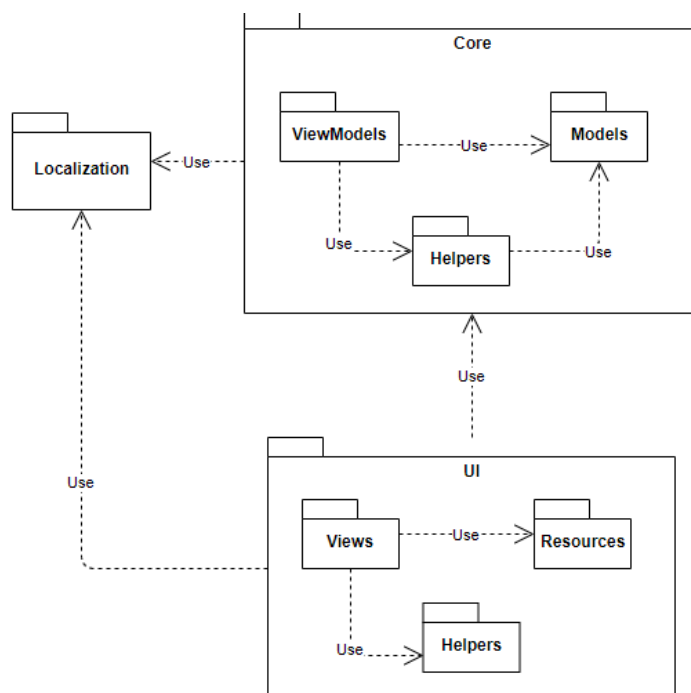 Core
ViewModels
Use
Models
Localization
Use
Use
Helpers
Use
Use
Use
UI
Views
Use
Resources
Use
Helpers